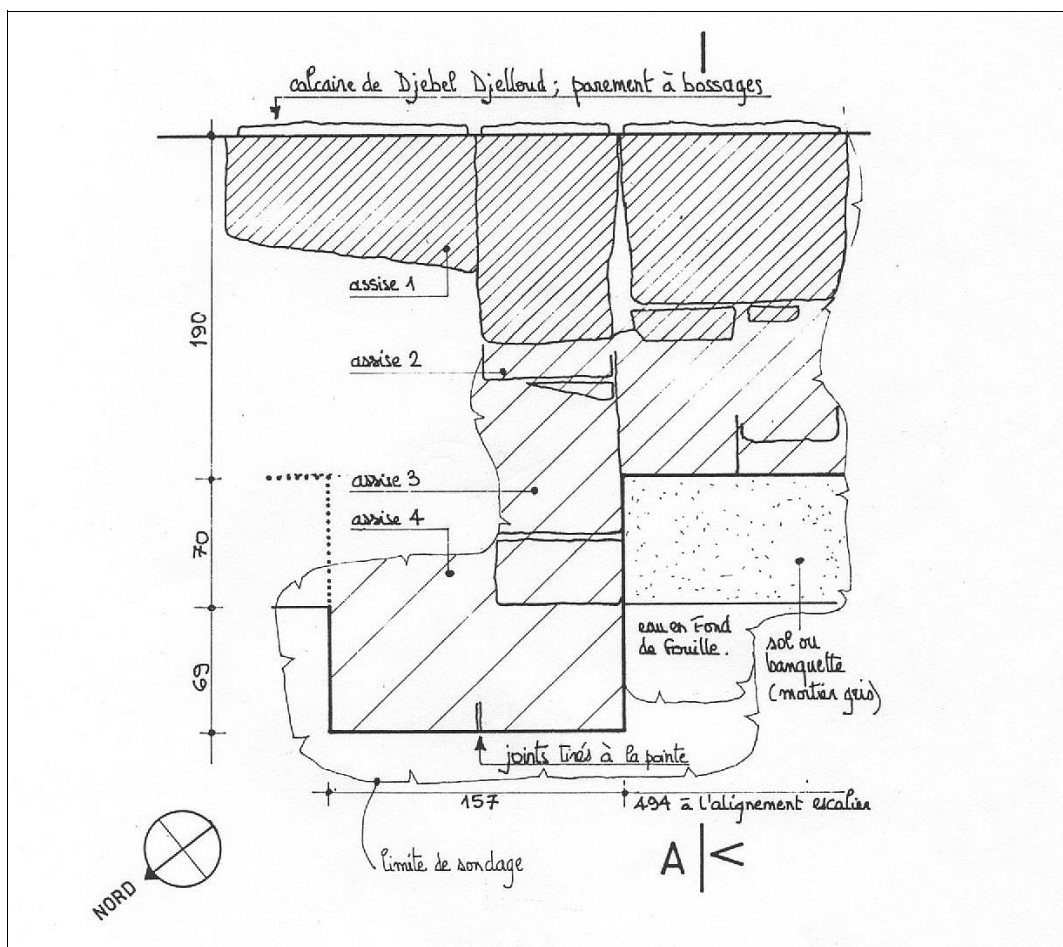 calcaire de Djebel Djelloud ; parement à bossages
assise 1
190
assise 2
assise 3
assise 4
70
69
eau en Fond
de fouille.
sol ou
banquette
(mortier gris)
joints tirés à la pointe
157
494 à l'alignement escalier
A
limite de sondage
NORD